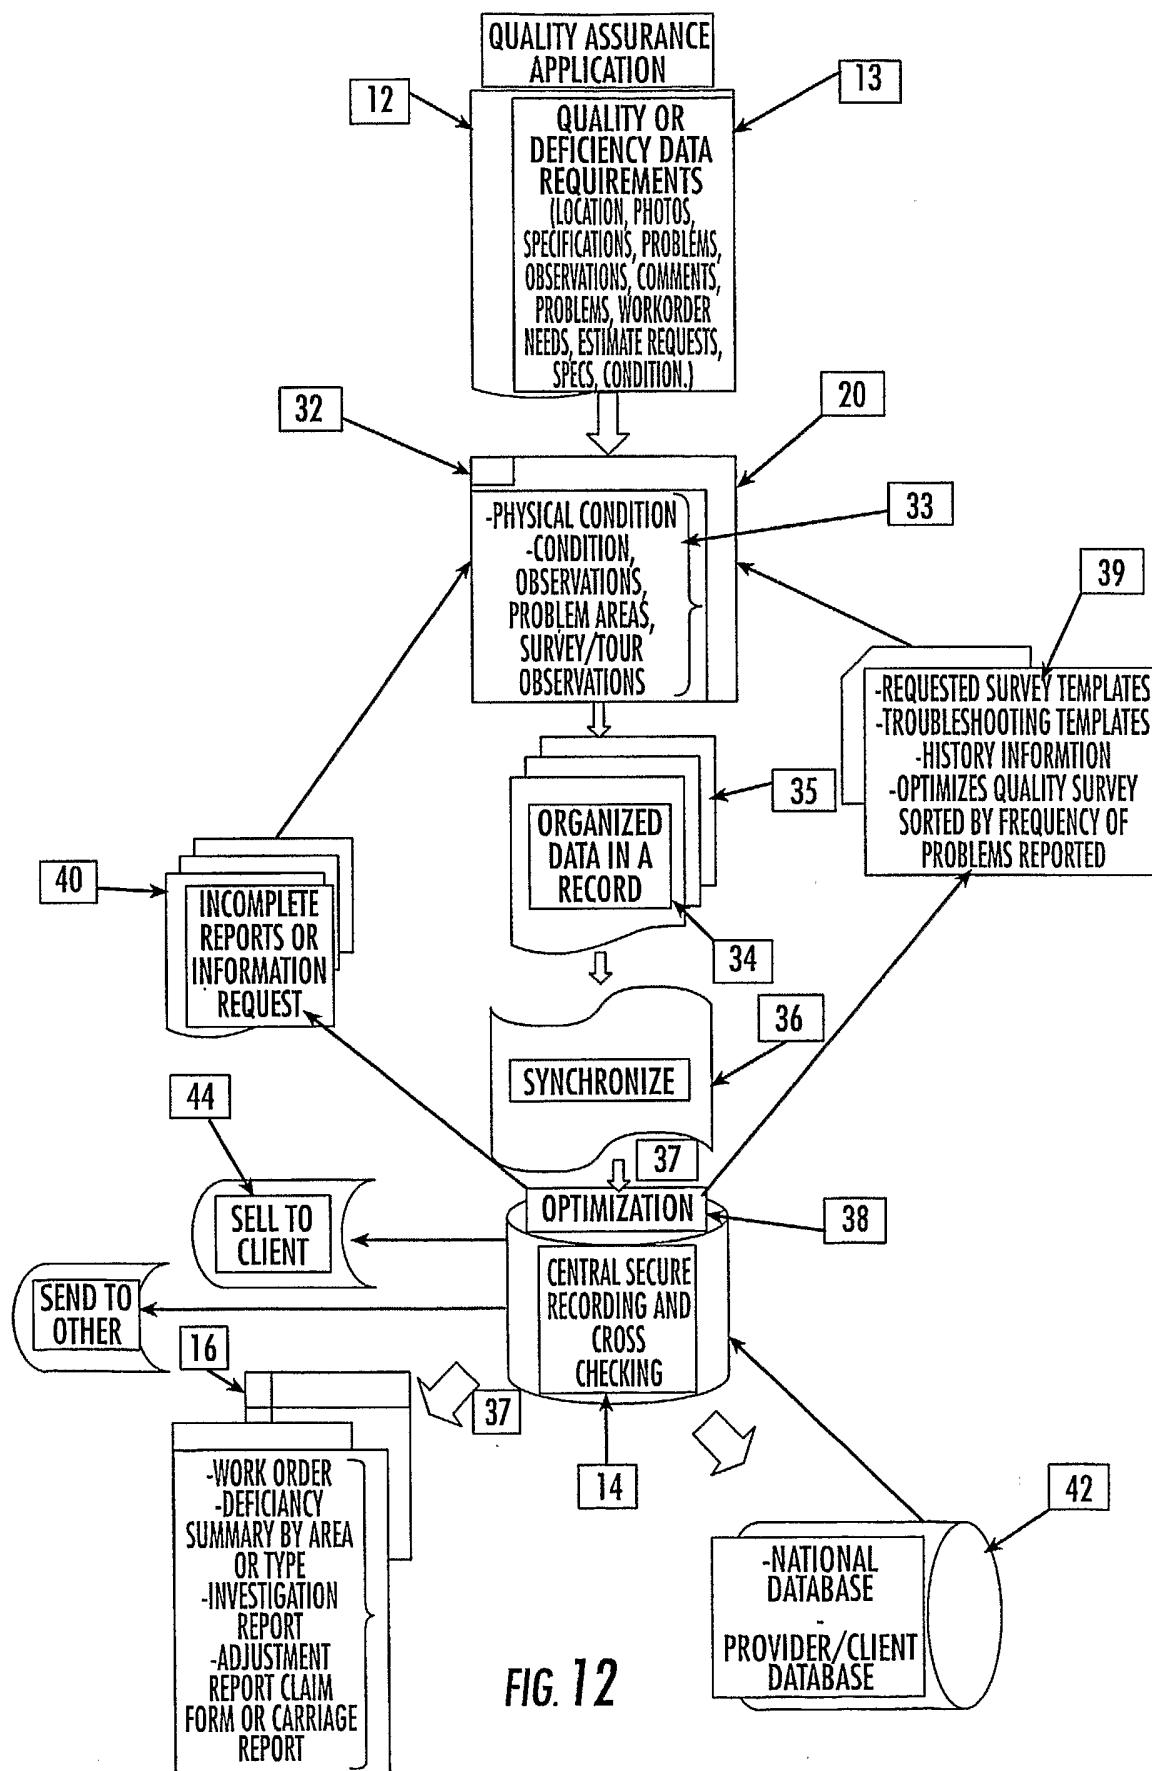 QUALITY ASSURANCE
APPLICATION
12
13
QUALITY OR
DEFICIENCY DATA
REQUIREMENTS
(LOCATION, PHOTOS,
SPECIFICATIONS, PROBLEMS,
OBSERVATIONS, COMMENTS,
PROBLEMS, WORKORDER
NEEDS, ESTIMATE REQUESTS,
SPECS, CONDITION.)
32
20
33
-PHYSICAL CONDITION
-CONDITION,
OBSERVATIONS,
PROBLEM AREAS,
SURVEY/TOUR
OBSERVATIONS
39
-REQUESTED SURVEY TEMPLATES
-TROUBLESHOOTING TEMPLATES
-HISTORY INFORMTION
-OPTIMIZES QUALITY SURVEY
SORTED BY FREQUENCY OF
PROBLEMS REPORTED
35
ORGANIZED
DATA IN A
RECORD
34
40
INCOMPLETE
REPORTS OR
INFORMATION
REQUEST
36
SYNCHRONIZE
37
44
SELL TO
CLIENT
OPTIMIZATION
38
CENTRAL SECURE
RECORDING AND
CROSS
CHECKING
SEND TO
OTHER
16
37
14
42
-WORK ORDER
-DEFICIANCY
SUMMARY BY AREA
OR TYPE
-INVESTIGATION
REPORT
-ADJUSTMENT
REPORT CLAIM
FORM OR CARRIAGE
REPORT
-NATIONAL
DATABASE
-
PROVIDER/CLIENT
DATABASE
FIG. 12